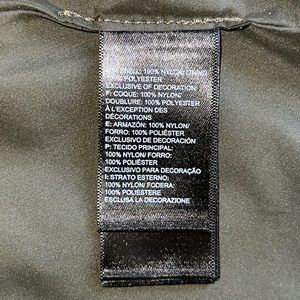 SHELL: 100% NYLON/ LINING:
100% POLYESTER
EXCLUSIVE OF DECORATION
F: COQUE: 100% NYLON/
DOUBLURE: 100% POLYESTER
À L'EXCEPTION DES
DÉCORATIONS
E: ARMAZÓN: 100% NYLON/
FORRO: 100% POLIÉSTER
EXCLUSIVO DE DECORACIÓN
P: TECIDO PRINCIPAL:
100% NYLON/ FORRO:
100% POLIÉSTER
EXCLUSIVO PARA DECORAÇÃO
I: STRATO ESTERNO:
100% NYLON/ FODERA:
100% POLIESTERE
ESCLUSA LA DECORAZIONE